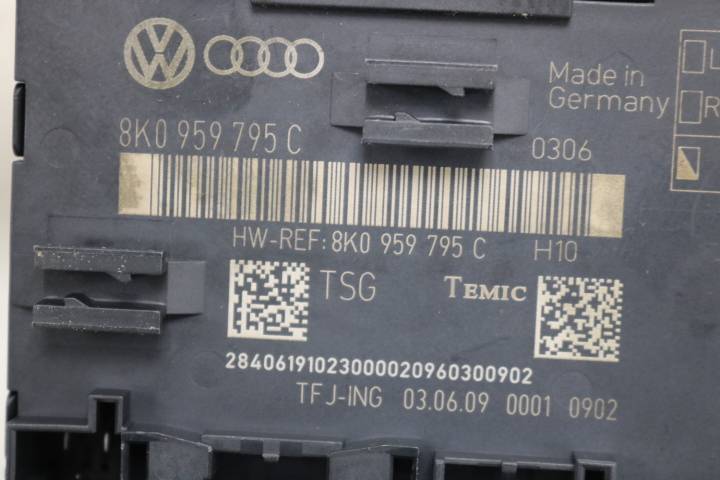 Made in
Germany
L
R
8K0 959 795 C
0306
HW-REF: 8K0 959 795 C H10
TSG
TEMIC
28406191023000020960300902
TFJ-ING 03.06.09 0001 0902